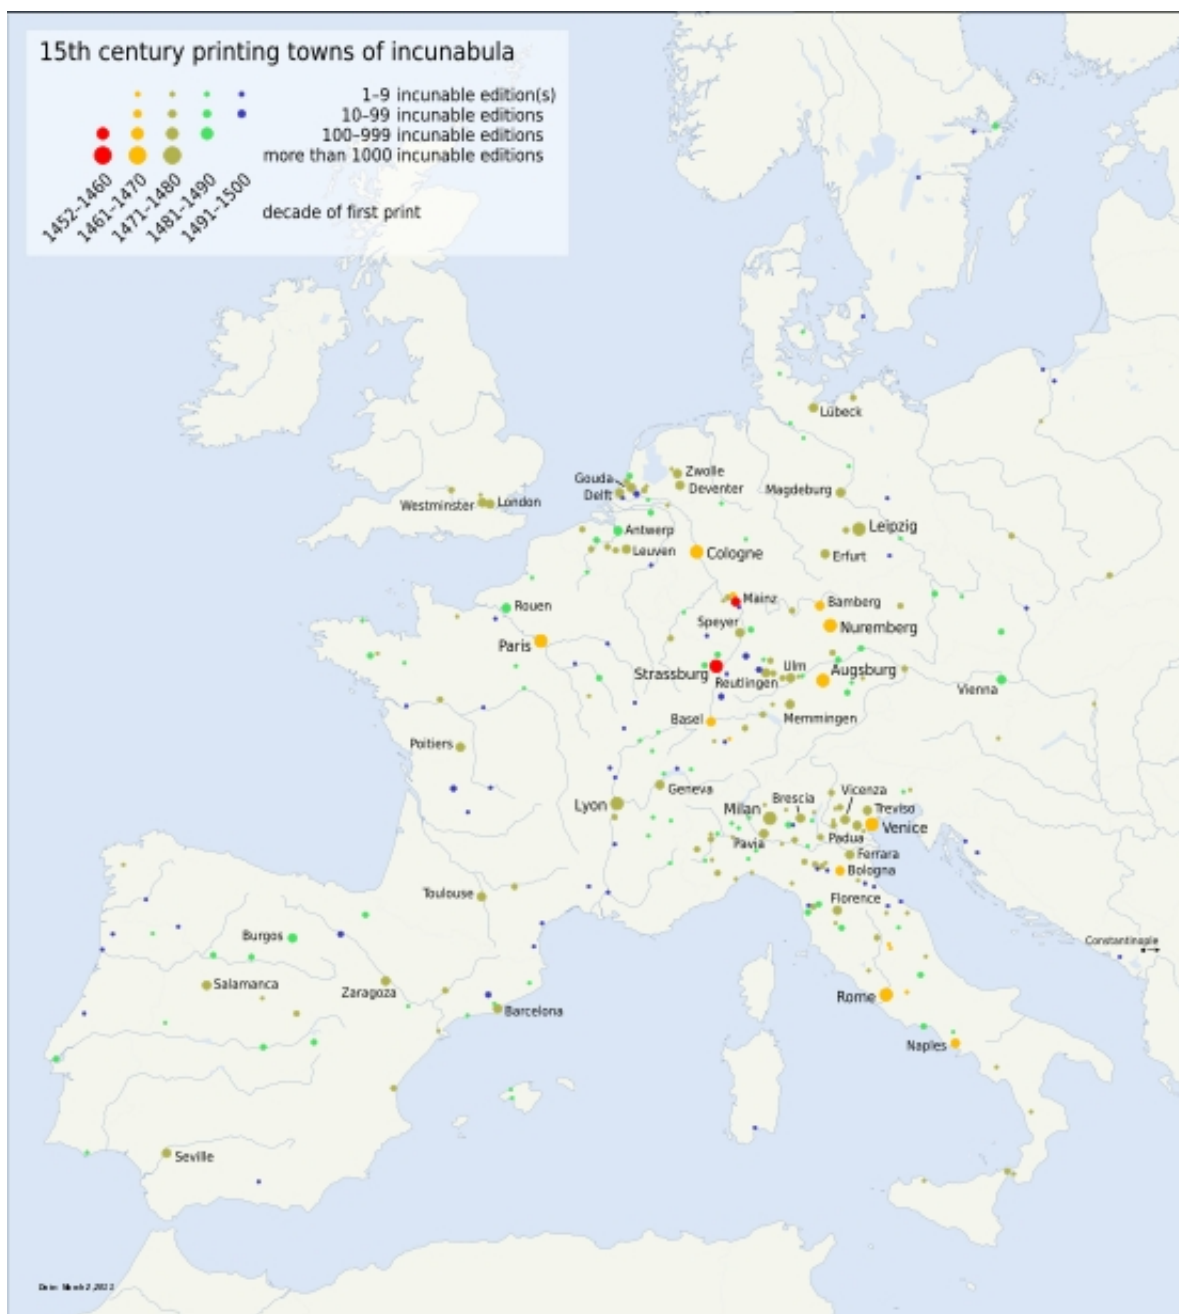 15th century printing towns of incunabula
1–9 incunable edition(s)
10–99 incunable editions
100–999 incunable editions
more than 1000 incunable editions
1452–1460
1461–1470
1471–1480
1481–1490
1491–1500
decade of first print
Lübeck
Zwolle
Gouda
Deventer
Delft
Magdeburg
Westminster
London
Leipzig
Antwerp
Leuven
Cologne
Erfurt
Mainz
Bamberg
Rouen
Speyer
Nuremberg
Paris
Strassburg
Ulm
Augsburg
Reutlingen
Vienna
Basel
Memmingen
Poitiers
Geneva
Lyon
Milan
Brescia
Vicenza
Treviso
Venice
Pavia
Padua
Ferrara
Bologna
Toulouse
Florence
Burgos
Constantinople
Salamanca
Zaragoza
Rome
Barcelona
Naples
Seville